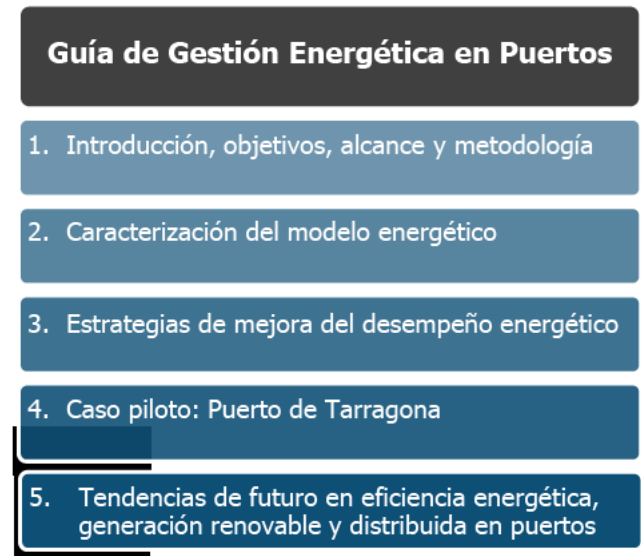 Guía de Gestión Energética en Puertos
1. Introducción, objetivos, alcance y metodología
2. Caracterización del modelo energético
3. Estrategias de mejora del desempeño energético
4. Caso piloto: Puerto de Tarragona
5. Tendencias de futuro en eficiencia energética,
generación renovable y distribuida en puertos